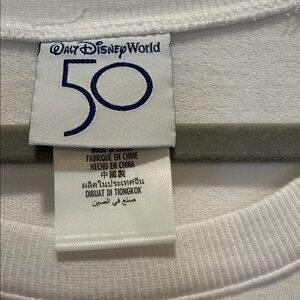 Walt Disney World
50
MADE IN CHINA
FABRIQUÉ EN CHINE
HECHO EN CHINA
中國製
ผลิตในประเทศจีน
DIBUAT DI TIONGKOK
صنع في الصين